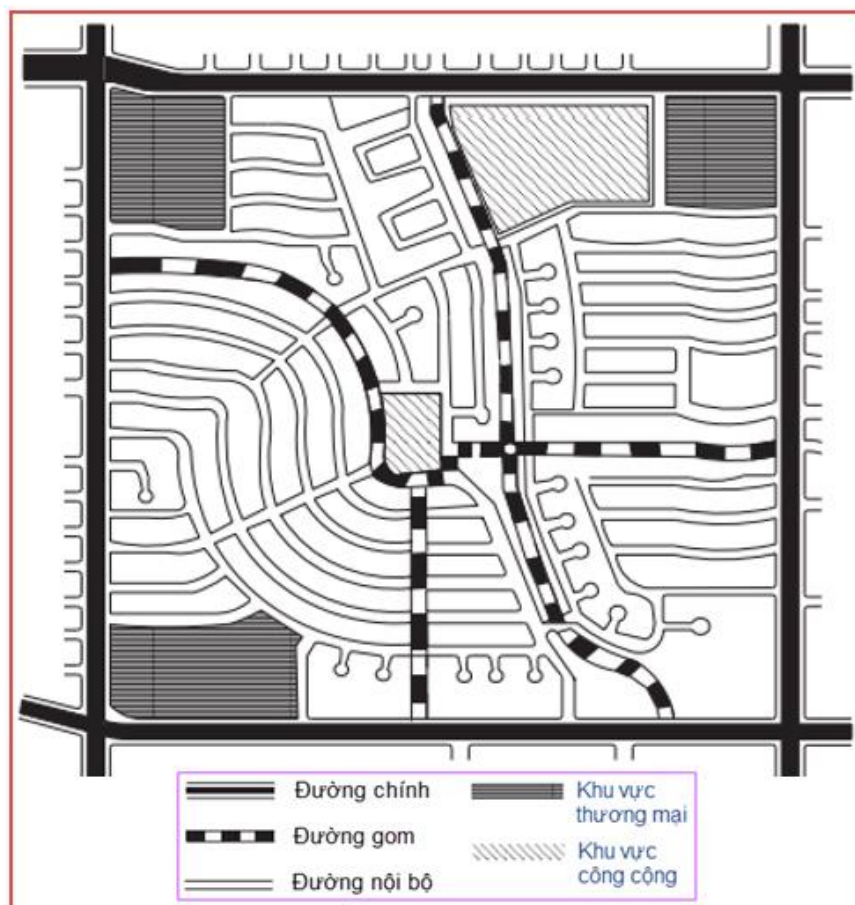 Đường chính
Đường gom
Đường nội bộ
Khu vực
thương mại
Khu vực
công cộng